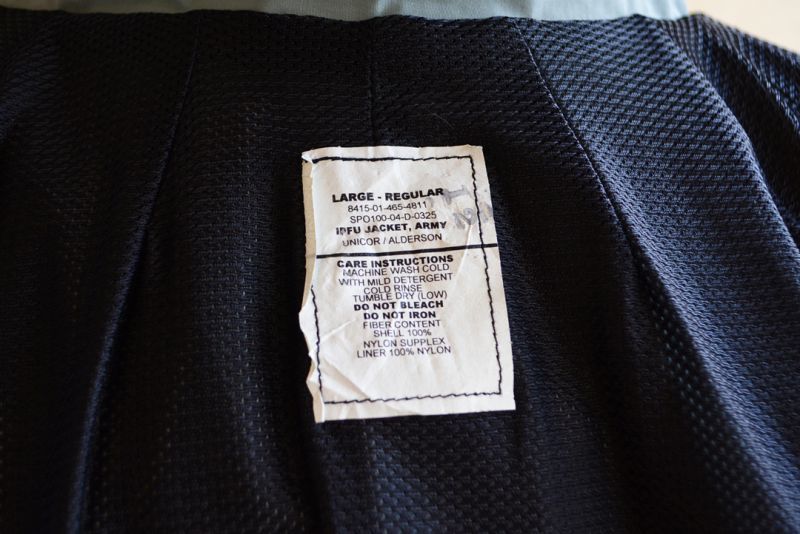 LARGE - REGULAR
8415-01-465-4811
SPO100-04-D-0325
IPFU JACKET, ARMY
UNICOR / ALDERSON
CARE INSTRUCTIONS
MACHINE WASH COLD
WITH MILD DETERGENT
COLD RINSE
TUMBLE DRY (LOW)
DO NOT BLEACH
DO NOT IRON
FIBER CONTENT
SHELL 100%
NYLON SUPPLEX
LINER 100% NYLON